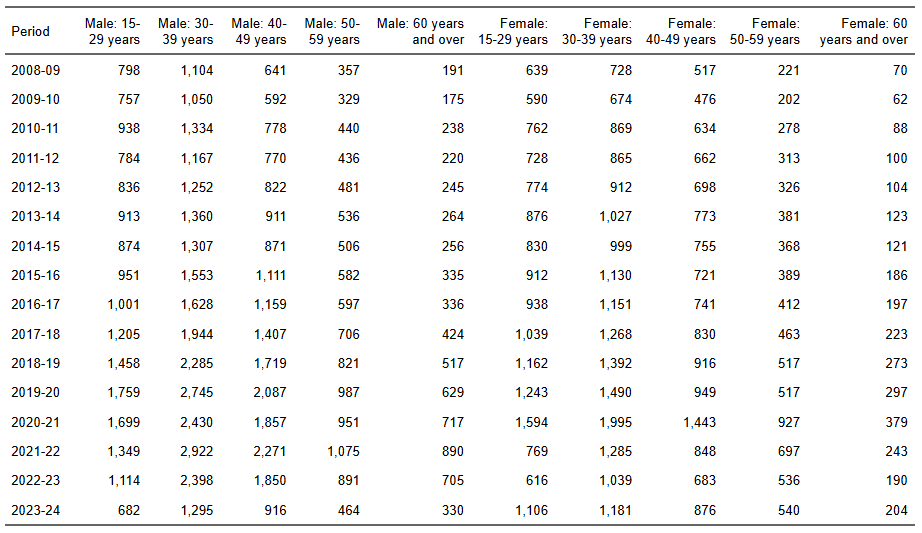 Period Male: 15-29 years Male: 30-39 years Male: 40-49 years Male: 50-59 years Male: 60 years and over Female: 15-29 years Female: 30-39 years Female: 40-49 years Female: 50-59 years Female: 60 years and over
2008-09 798 1,104 641 357 191 639 728 517 221 70
2009-10 757 1,050 592 329 175 590 674 476 202 62
2010-11 938 1,334 778 440 238 762 869 634 278 88
2011-12 784 1,167 770 436 220 728 865 662 313 100
2012-13 836 1,252 822 481 245 774 912 698 326 104
2013-14 913 1,360 911 536 264 876 1,027 773 381 123
2014-15 874 1,307 871 506 256 830 999 755 368 121
2015-16 951 1,553 1,111 582 335 912 1,130 721 389 186
2016-17 1,001 1,628 1,159 597 336 938 1,151 741 412 197
2017-18 1,205 1,944 1,407 706 424 1,039 1,268 830 463 223
2018-19 1,458 2,285 1,719 821 517 1,162 1,392 916 517 273
2019-20 1,759 2,745 2,087 987 629 1,243 1,490 949 517 297
2020-21 1,699 2,430 1,857 951 717 1,594 1,995 1,443 927 379
2021-22 1,349 2,922 2,271 1,075 890 769 1,285 848 697 243
2022-23 1,114 2,398 1,850 891 705 616 1,039 683 536 190
2023-24 682 1,295 916 464 330 1,106 1,181 876 540 204